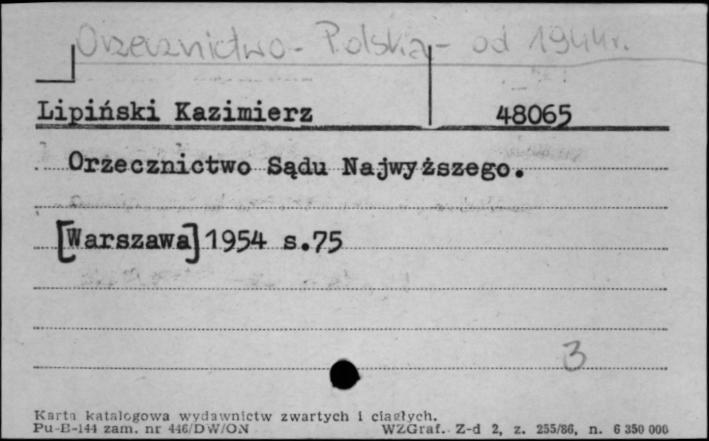 Orzecznictwo - Polska - od 1944r.
Lipiński Kazimierz 48065
Orzecznictwo Sądu Najwyższego.
[Warszawa] 1954 s.75
3
Karta katalogowa wydawnictw zwartych i ciągłych.
Pu-B-144 zam. nr 446/DW/ON WZGraf. Z-d 2, z. 255/86, n. 6 350 000